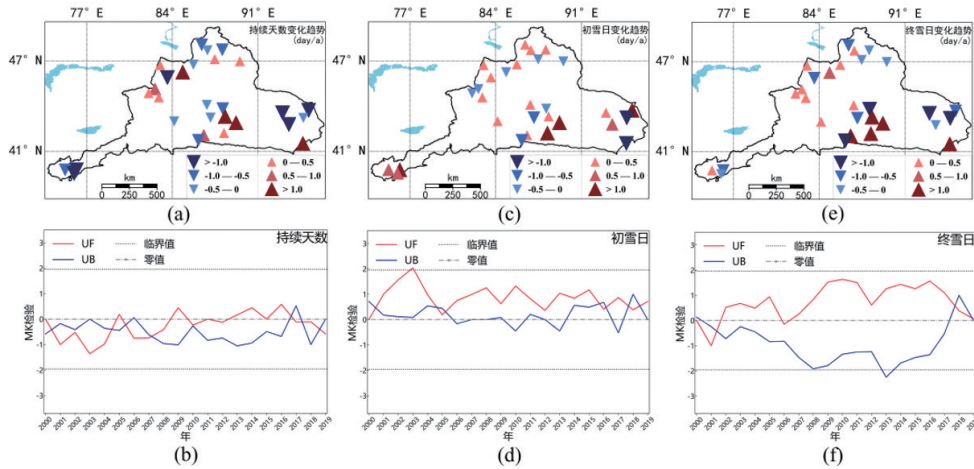 77° E 84° E 91° E
持续天数变化趋势
(day/a)
47° N
41° N
> -1.0 0 — 0.5
-1.0 — -0.5 0.5 — 1.0
-0.5 — 0 > 1.0
km
0 250 500
(a)
77° E 84° E 91° E
初雪日变化趋势
(day/a)
47° N
41° N
> -1.0 0 — 0.5
-1.0 — -0.5 0.5 — 1.0
-0.5 — 0 > 1.0
km
0 250 500
(c)
77° E 84° E 91° E
终雪日变化趋势
(day/a)
47° N
41° N
> -1.0 0 — 0.5
-1.0 — -0.5 0.5 — 1.0
-0.5 — 0 > 1.0
km
0 250 500
(e)
持续天数
UF 临界值
UB 零值
MK检验
3
2
1
0
-1
-2
-3
2000 2001 2002 2003 2004 2005 2006 2007 2008 2009 2010 2011 2012 2013 2014 2015 2016 2017 2018 2019
年
(b)
初雪日
UF 临界值
UB 零值
MK检验
3
2
1
0
-1
-2
-3
2000 2001 2002 2003 2004 2005 2006 2007 2008 2009 2010 2011 2012 2013 2014 2015 2016 2017 2018 2019
年
(d)
终雪日
UF 临界值
UB 零值
MK检验
3
2
1
0
-1
-2
-3
2000 2001 2002 2003 2004 2005 2006 2007 2008 2009 2010 2011 2012 2013 2014 2015 2016 2017 2018 2019
年
(f)